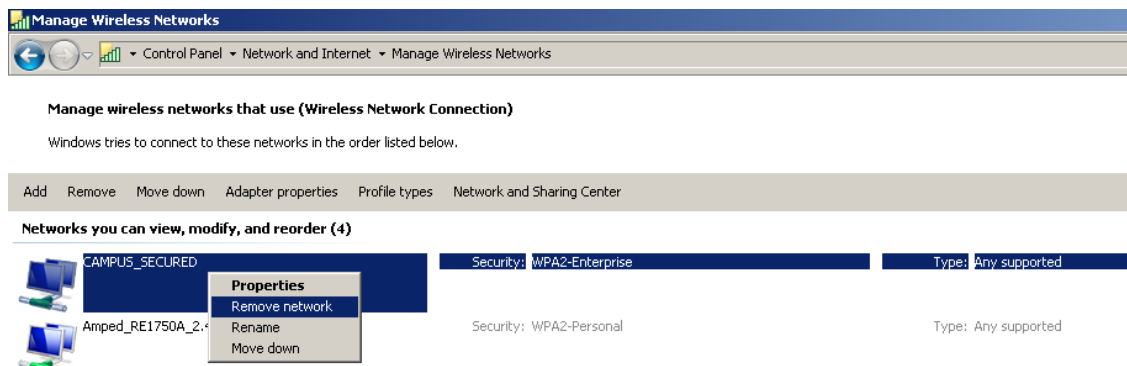 Manage Wireless Networks
Control Panel Network and Internet Manage Wireless Networks
Manage wireless networks that use (Wireless Network Connection)
Windows tries to connect to these networks in the order listed below.
Add Remove Move down Adapter properties Profile types Network and Sharing Center
Networks you can view, modify, and reorder (4)
CAMPUS_SECURED Security: WPA2-Enterprise Type: Any supported
Properties
Remove network
Amped_RE1750A_2.4 Rename Security: WPA2-Personal Type: Any supported
Move down